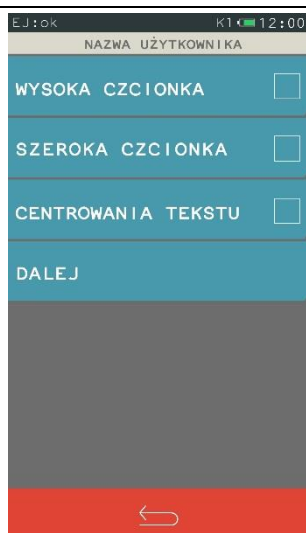 EJ:ok K1 12:00
NAZWA UŻYTKOWNIKA
WYSOKA CZCIONKA
SZEROKA CZCIONKA
CENTROWANIA TEKSTU
DALEJ